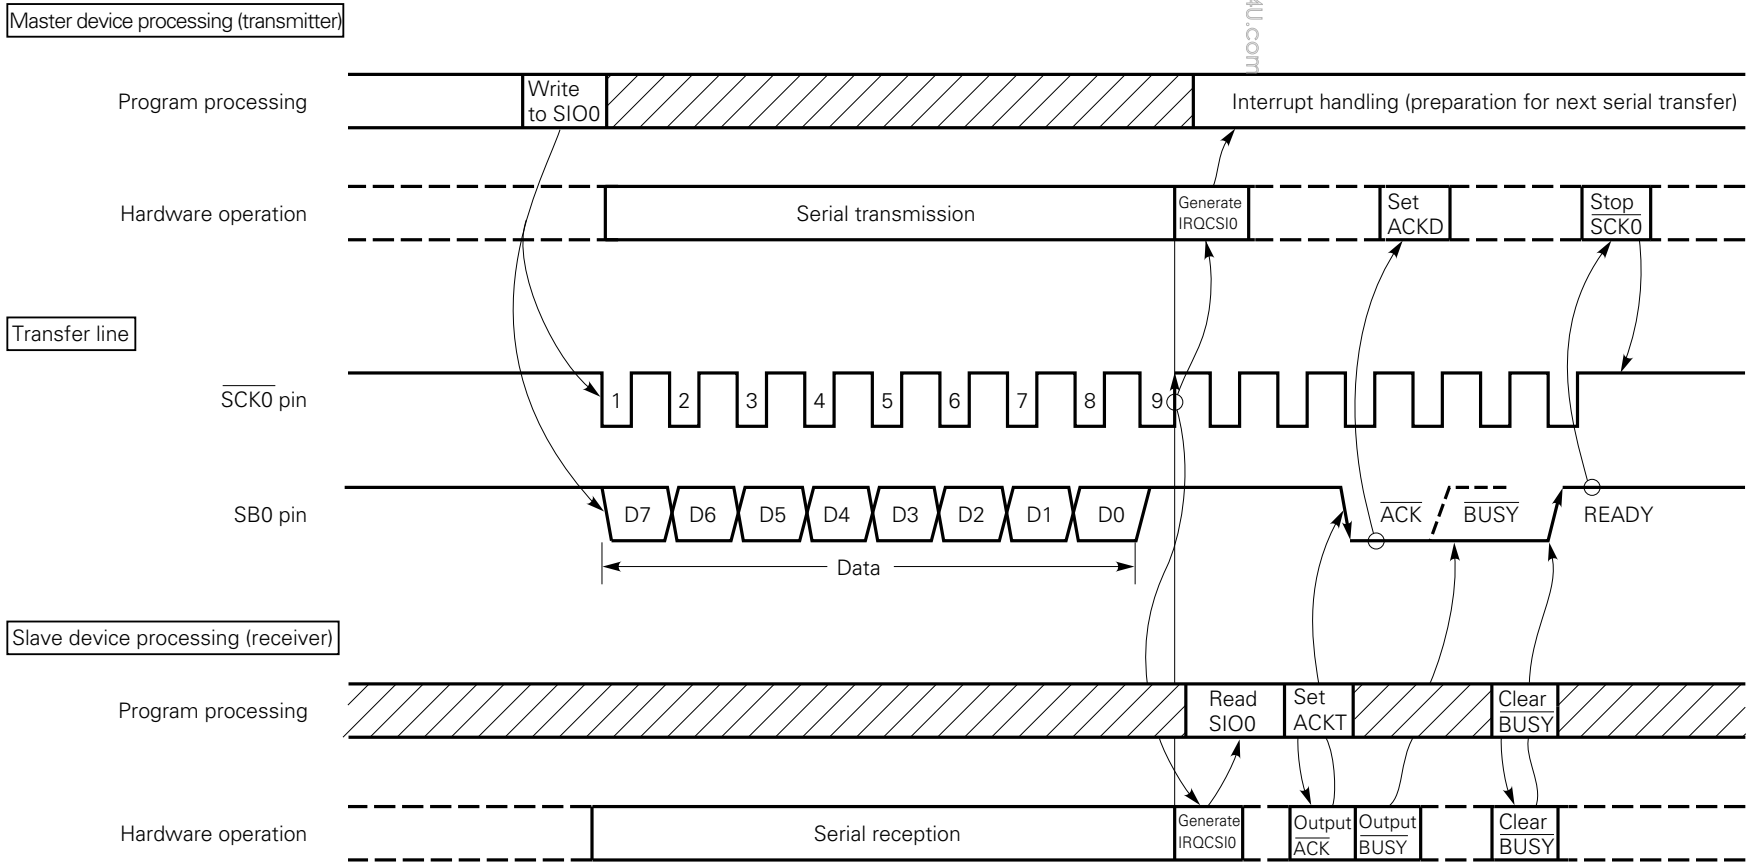 4U.com
Master device processing (transmitter)
Program processing
Write
to SIO0
Interrupt handling (preparation for next serial transfer)
Hardware operation
Serial transmission
Generate
IRQCSI0
Set
ACKD
Stop
SCK0
Transfer line
SCK0 pin
1 2 3 4 5 6 7 8 9
SB0 pin
D7 D6 D5 D4 D3 D2 D1 D0
ACK
BUSY
READY
Data
Slave device processing (receiver)
Program processing
Read
SIO0
Set
ACKT
Clear
BUSY
Hardware operation
Serial reception
Generate
IRQCSI0
Output
ACK
Output
BUSY
Clear
BUSY